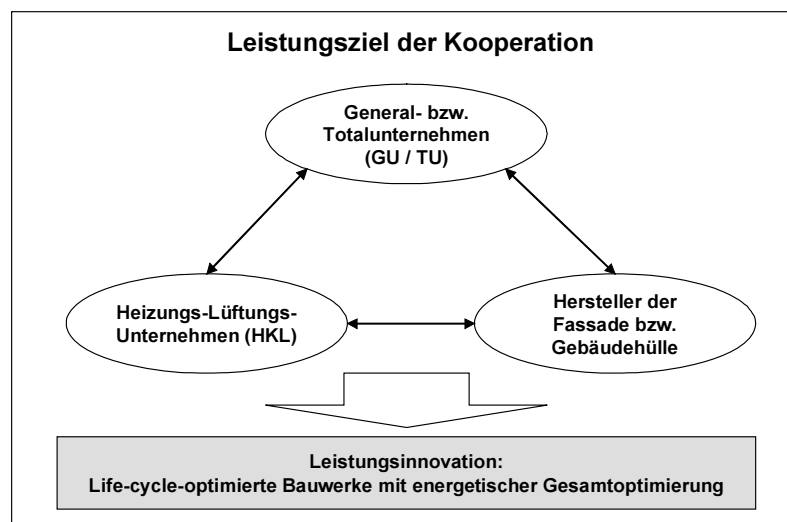 Leistungsziel der Kooperation
General- bzw.
Totalunternehmen
(GU / TU)
Heizungs-Lüftungs-
Unternehmen (HKL)
Hersteller der
Fassade bzw.
Gebäudehülle
Leistungsinnovation:
Life-cycle-optimierte Bauwerke mit energetischer Gesamtoptimierung